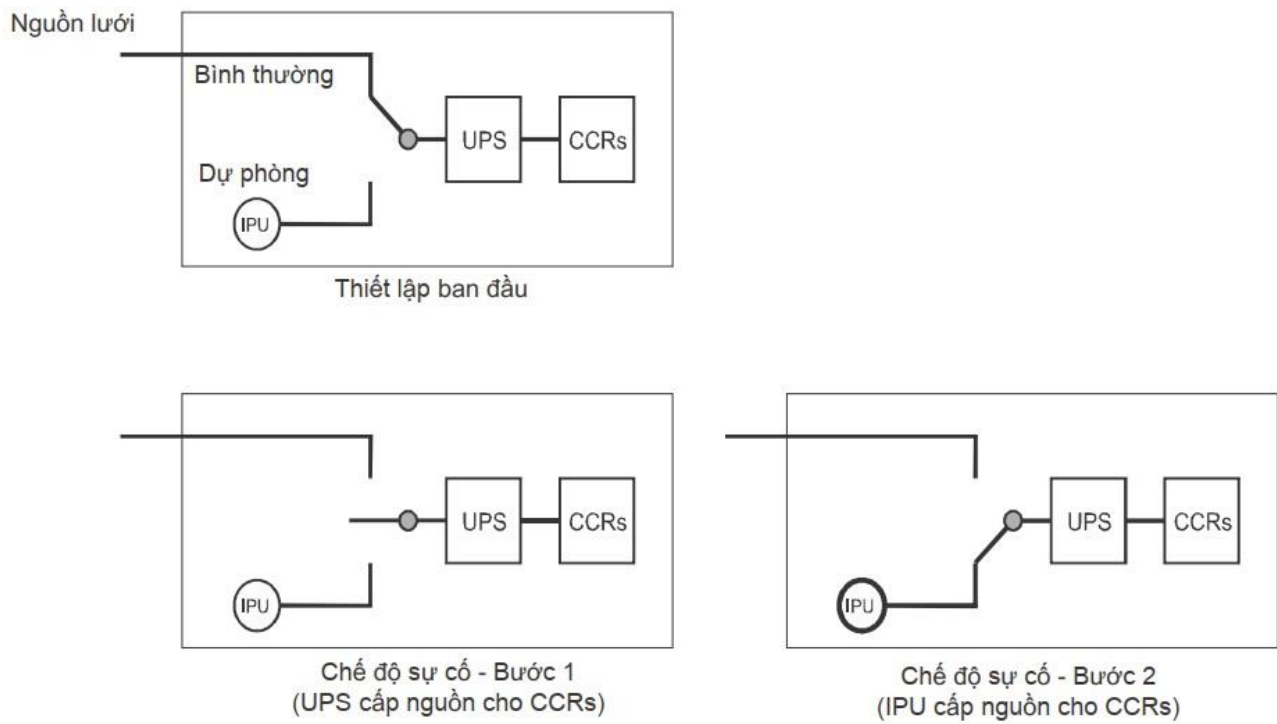 Nguồn lưới
Bình thường
UPS
CCRs
Dự phòng
IPU
Thiết lập ban đầu
UPS
CCRs
IPU
Chế độ sự cố - Bước 1
(UPS cấp nguồn cho CCRs)
UPS
CCRs
IPU
Chế độ sự cố - Bước 2
(IPU cấp nguồn cho CCRs)